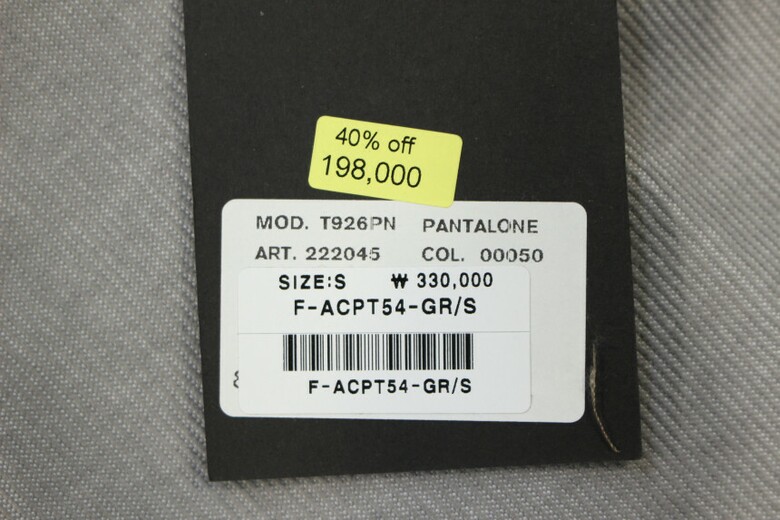 40% off
198,000
MOD. T926PN PANTALONE
ART. 222045 COL. 00050
SIZE:S ₩ 330,000
F-ACPT54-GR/S
F-ACPT54-GR/S